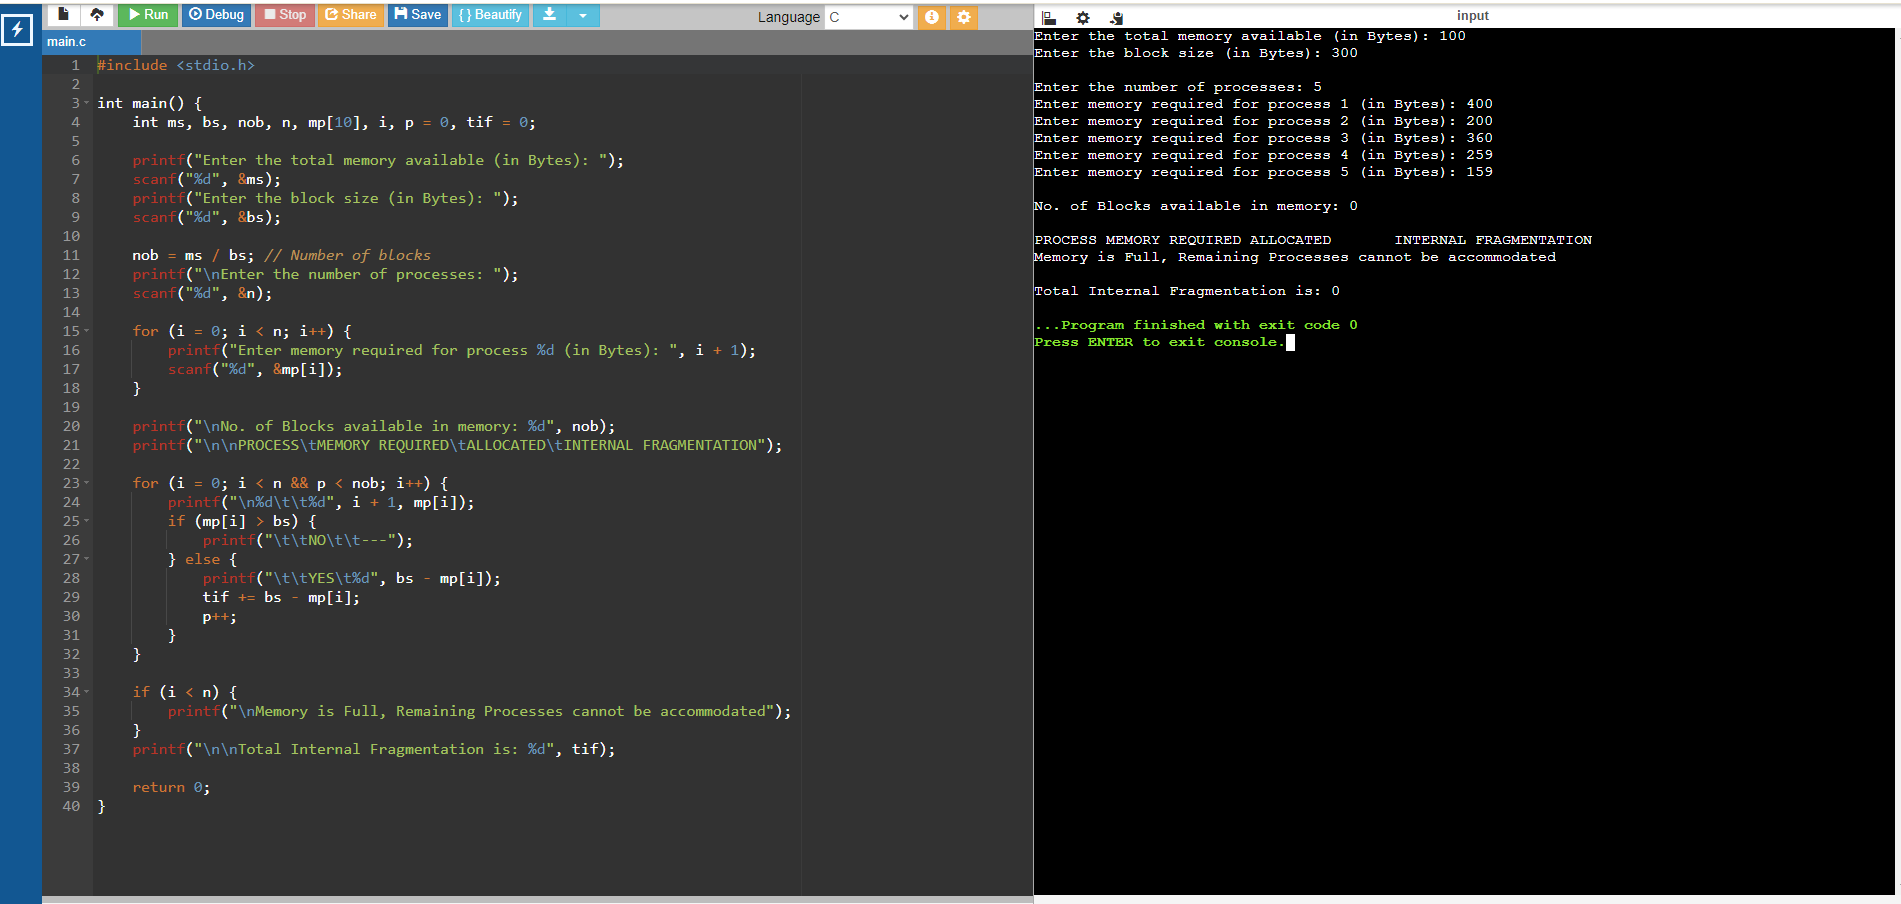 Run Debug Stop Share Save { } Beautify Language C
main.c
1 #include <stdio.h>
2
3 int main() {
4     int ms, bs, nob, n, mp[10], i, p = 0, tif = 0;
5
6     printf("Enter the total memory available (in Bytes): ");
7     scanf("%d", &ms);
8     printf("Enter the block size (in Bytes): ");
9     scanf("%d", &bs);
10
11     nob = ms / bs; // Number of blocks
12     printf("\nEnter the number of processes: ");
13     scanf("%d", &n);
14
15     for (i = 0; i < n; i++) {
16         printf("Enter memory required for process %d (in Bytes): ", i + 1);
17         scanf("%d", &mp[i]);
18     }
19
20     printf("\nNo. of Blocks available in memory: %d", nob);
21     printf("\n\nPROCESS\tMEMORY REQUIRED\tALLOCATED\tINTERNAL FRAGMENTATION");
22
23     for (i = 0; i < n && p < nob; i++) {
24         printf("\n%d\t\t%d", i + 1, mp[i]);
25         if (mp[i] > bs) {
26             printf("\t\tNO\t\t---");
27         } else {
28             printf("\t\tYES\t%d", bs - mp[i]);
29             tif += bs - mp[i];
30             p++;
31         }
32     }
33
34     if (i < n) {
35         printf("\nMemory is Full, Remaining Processes cannot be accommodated");
36     }
37     printf("\n\nTotal Internal Fragmentation is: %d", tif);
38
39     return 0;
40 }
input
Enter the total memory available (in Bytes): 100
Enter the block size (in Bytes): 300
Enter the number of processes: 5
Enter memory required for process 1 (in Bytes): 400
Enter memory required for process 2 (in Bytes): 200
Enter memory required for process 3 (in Bytes): 360
Enter memory required for process 4 (in Bytes): 259
Enter memory required for process 5 (in Bytes): 159
No. of Blocks available in memory: 0
PROCESS MEMORY REQUIRED ALLOCATED       INTERNAL FRAGMENTATION
Memory is Full, Remaining Processes cannot be accommodated
Total Internal Fragmentation is: 0
...Program finished with exit code 0
Press ENTER to exit console.